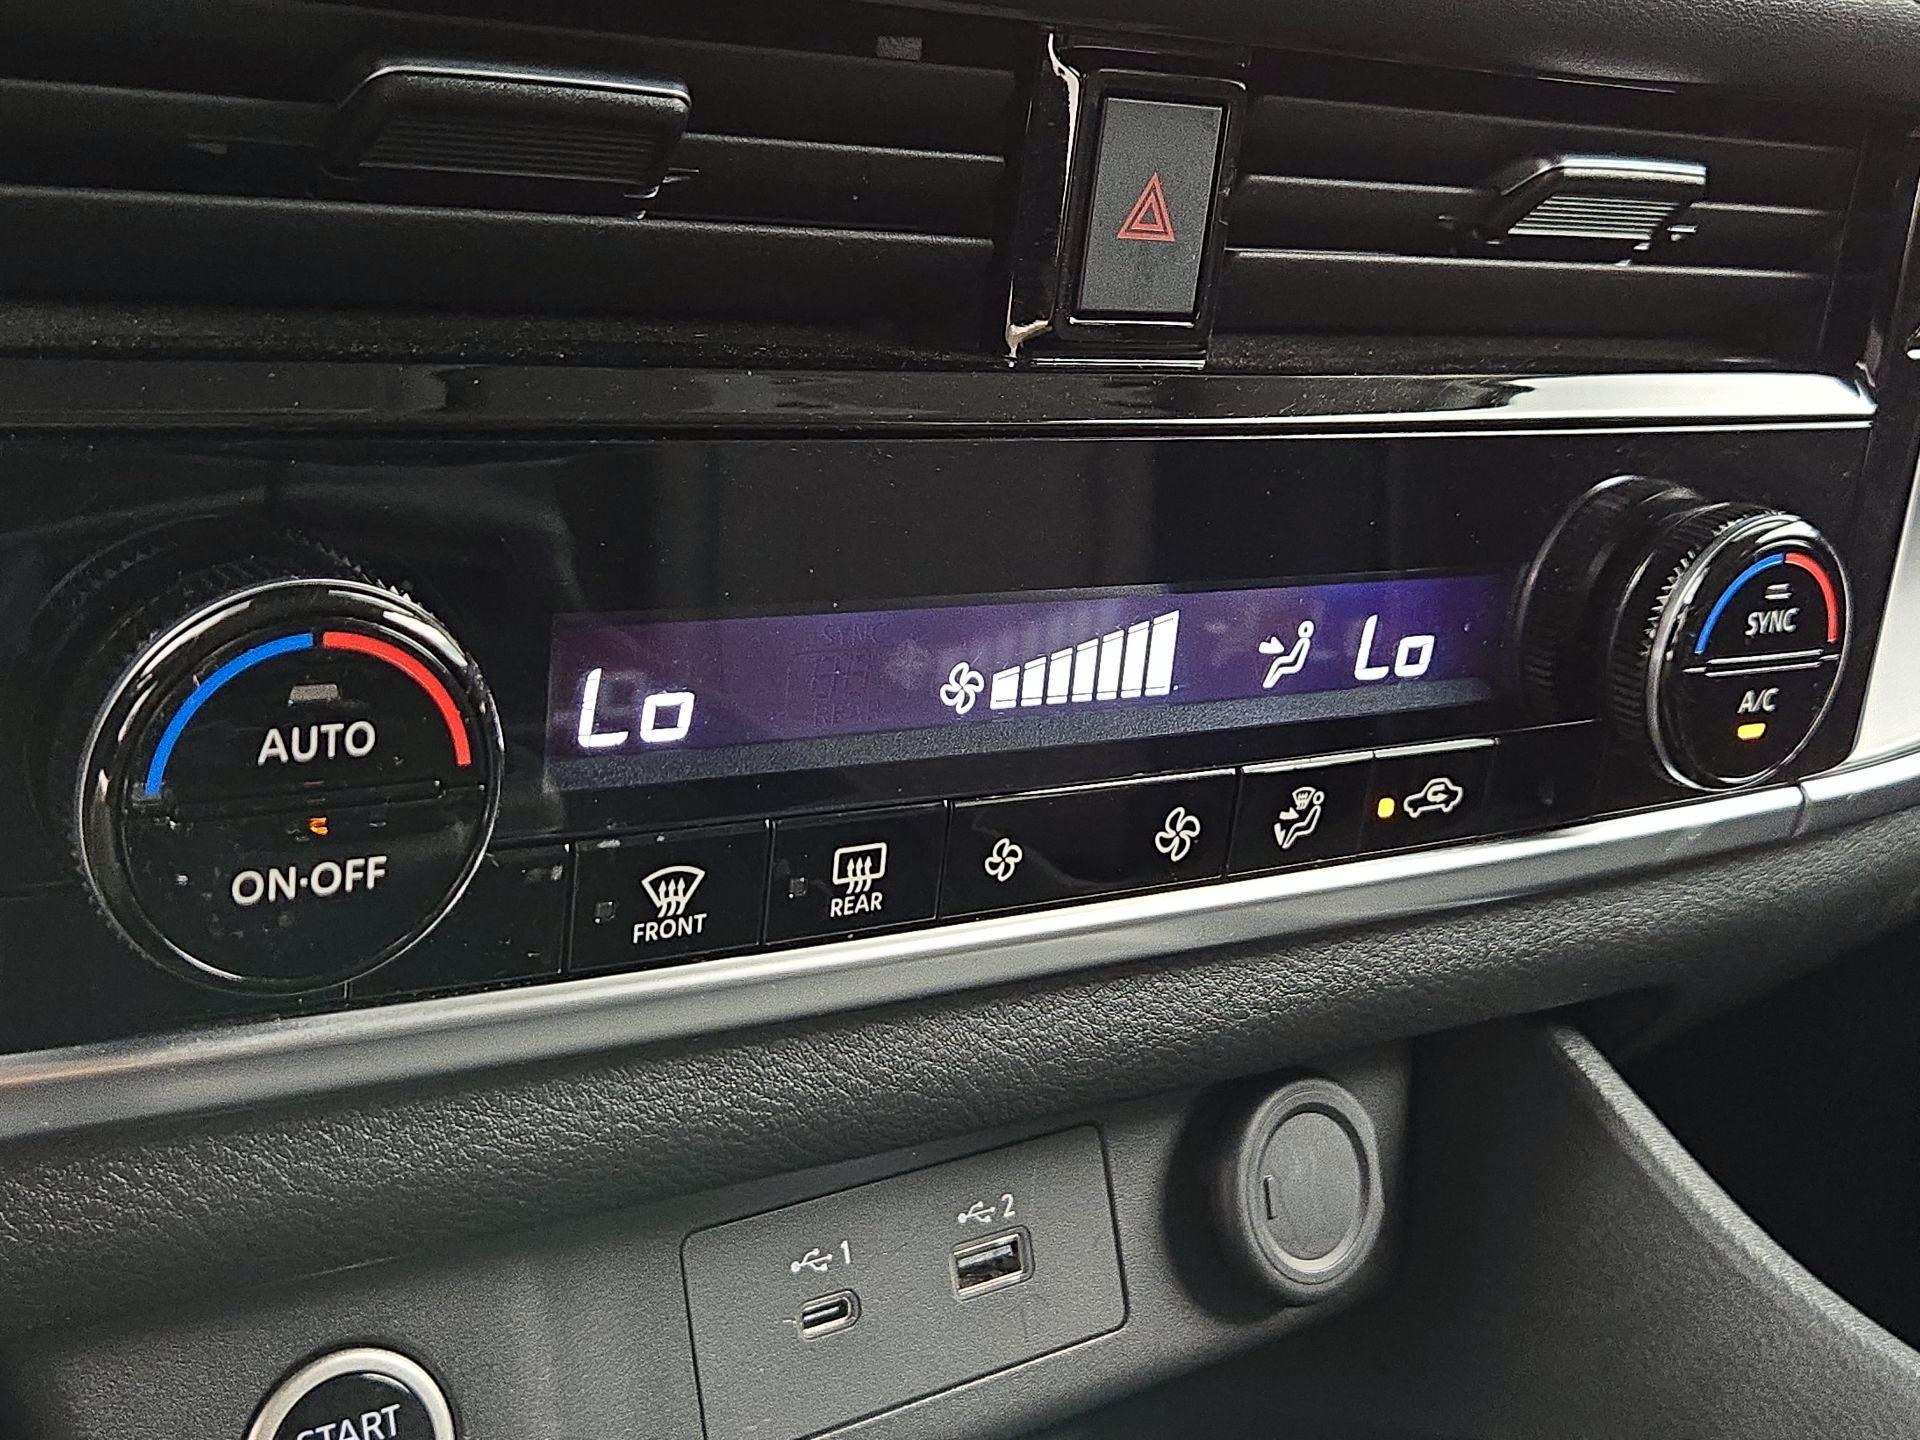 SYNC
AUTO
Lo
Lo
A/C
ON·OFF
FRONT
REAR
1
2
START